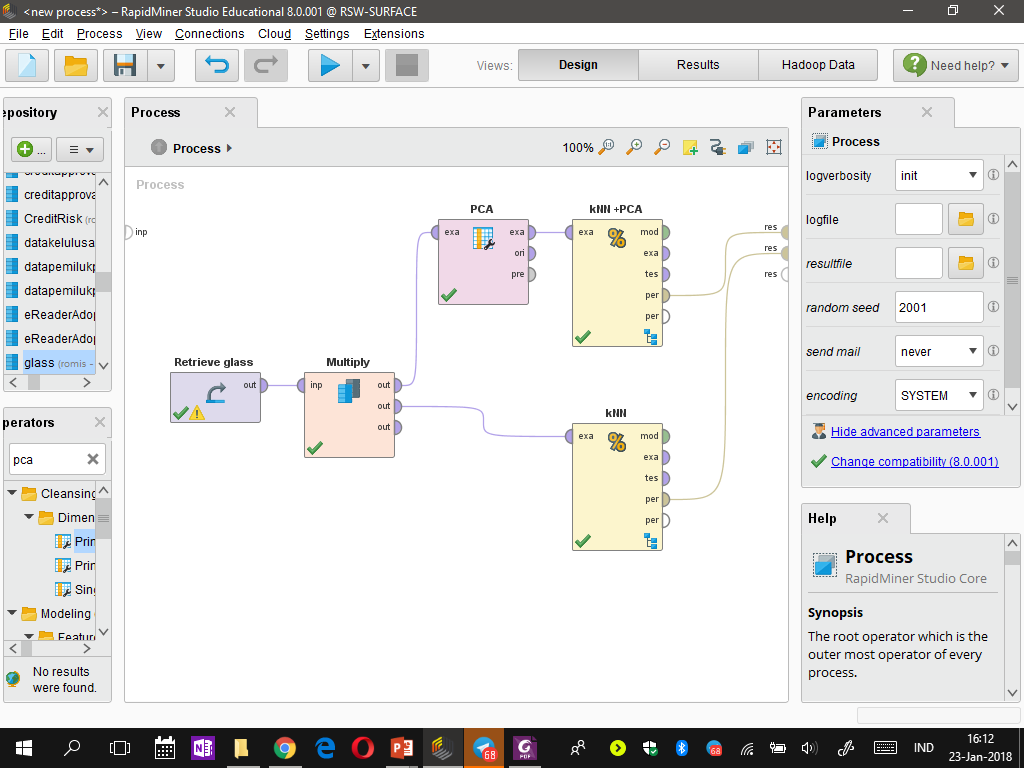 <new process*> – RapidMiner Studio Educational 8.0.001 @ RSW-SURFACE
File Edit Process View Connections Cloud Settings Extensions
Views: Design Results Hadoop Data Need help?
epository
...
creditapprova
creditapprova
CreditRisk (ro
datakelulusa
datapemilukp
datapemilukp
eReaderAdop
eReaderAdop
glass (romis -
perators
pca
Cleansing
Dimen
Prin
Prin
Sing
Modeling (
Featur
No results
were found.
Process
Process
100%
Process
inp
PCA
exa exa
ori
pre
kNN +PCA
exa mod
exa
tes
per
per
res
res
res
Retrieve glass
out
Multiply
inp out
out
out
kNN
exa mod
exa
tes
per
per
Parameters
Process
logverbosity init
logfile
resultfile
random seed 2001
send mail never
encoding SYSTEM
Hide advanced parameters
Change compatibility (8.0.001)
Help
Process
RapidMiner Studio Core
Synopsis
The root operator which is the
outer most operator of every
process.
68
68
IND
16:12
23-Jan-2018